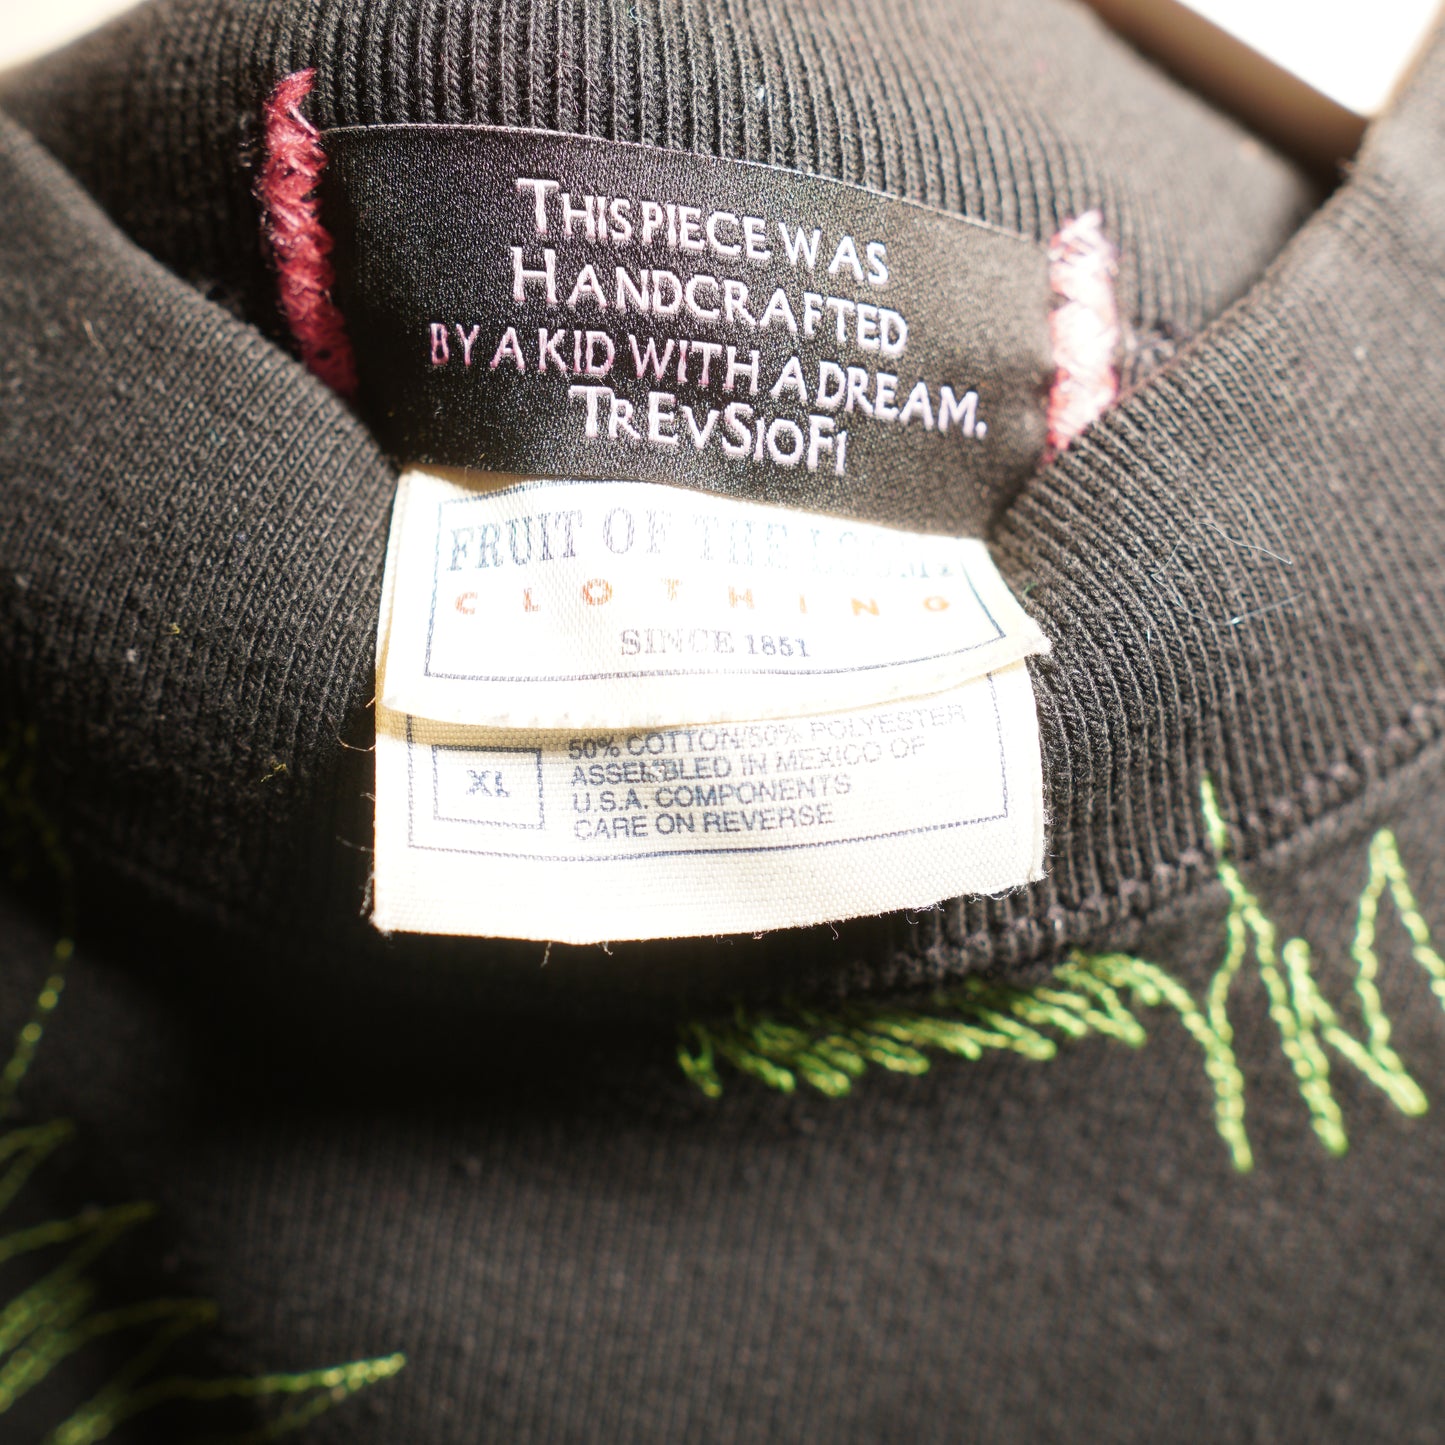 THIS PIECE WAS
HANDCRAFTED
BY A KID WITH A DREAM.
TREVSIOFI
FRUIT OF THE LOOM
CLOTHING
SINCE 1851
XL
50% COTTON/50% POLYESTER
ASSEMBLED IN MEXICO OF
U.S.A. COMPONENTS
CARE ON REVERSE